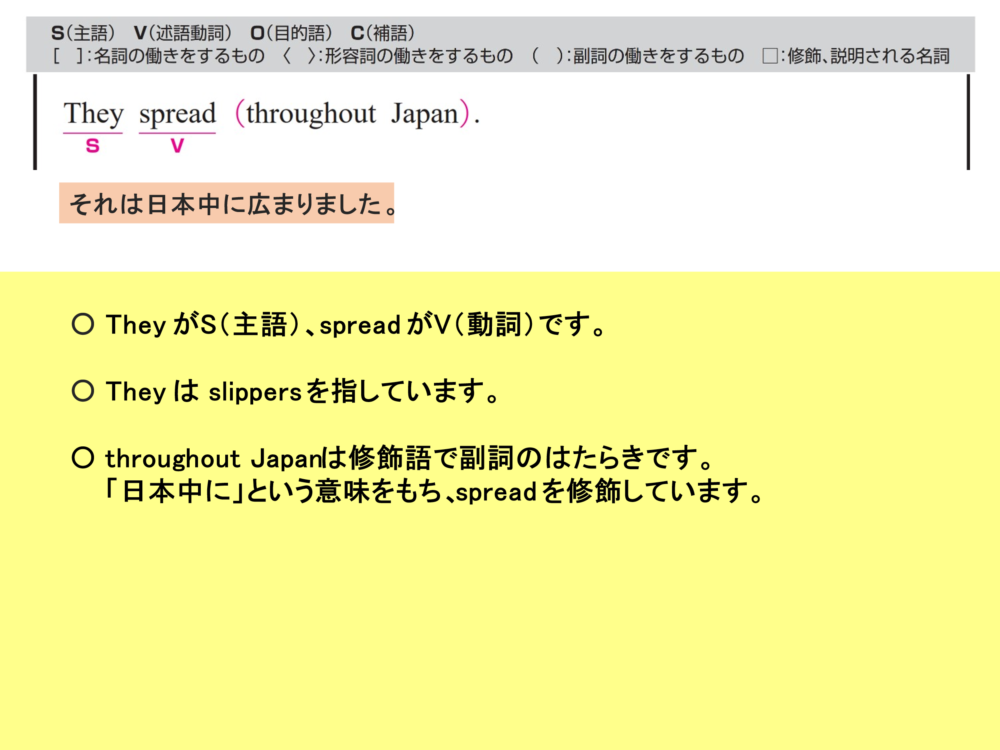 S(主語) V(述語動詞) O(目的語) C(補語)
[ ]:名詞の働きをするもの 〈 〉:形容詞の働きをするもの ( ):副詞の働きをするもの □:修飾、説明される名詞
They spread (throughout Japan).
S V
それは日本中に広まりました。
○ They がS(主語)、spread がV(動詞)です。
○ They は slippersを指しています。
○ throughout Japanは修飾語で副詞のはたらきです。
「日本中に」という意味をもち、spreadを修飾しています。